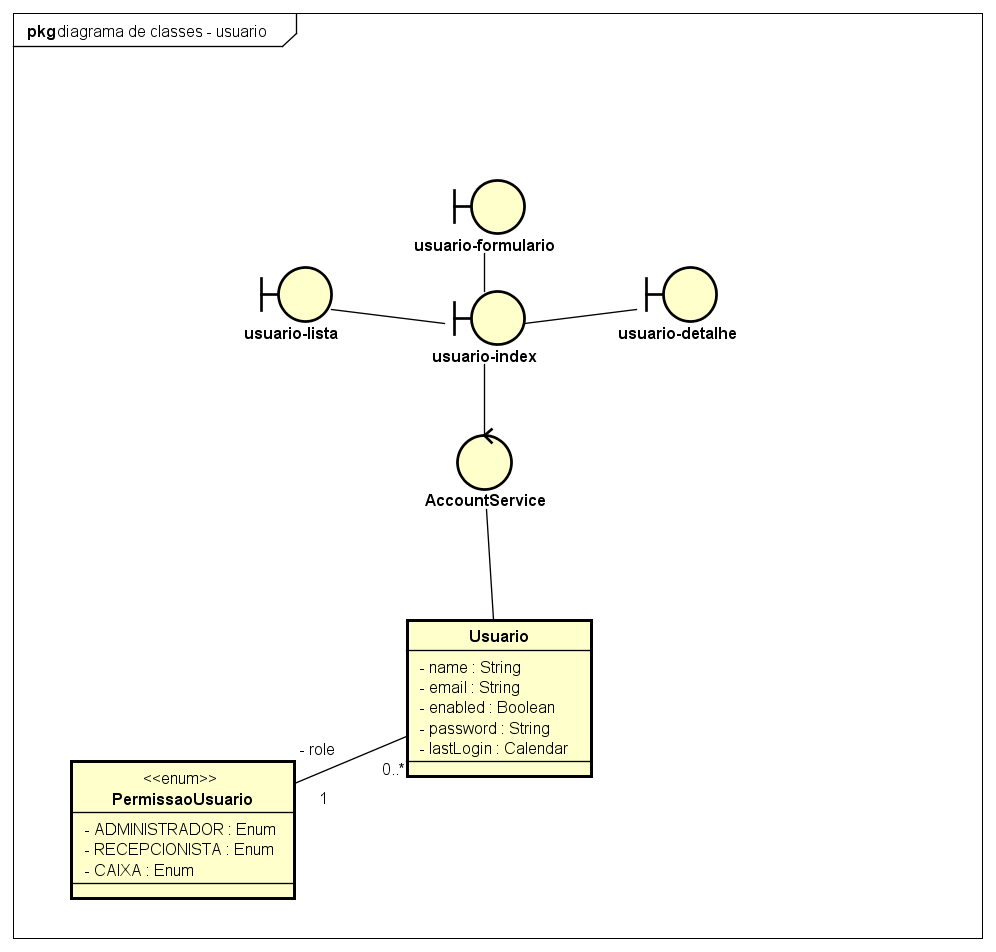 pkg diagrama de classes - usuario
usuario-formulario
usuario-lista
usuario-detalhe
usuario-index
AccountService
Usuario
- name : String
- email : String
- enabled : Boolean
- password : String
- lastLogin : Calendar
- role
0..*
1
<<enum>>
PermissaoUsuario
- ADMINISTRADOR : Enum
- RECEPCIONISTA : Enum
- CAIXA : Enum